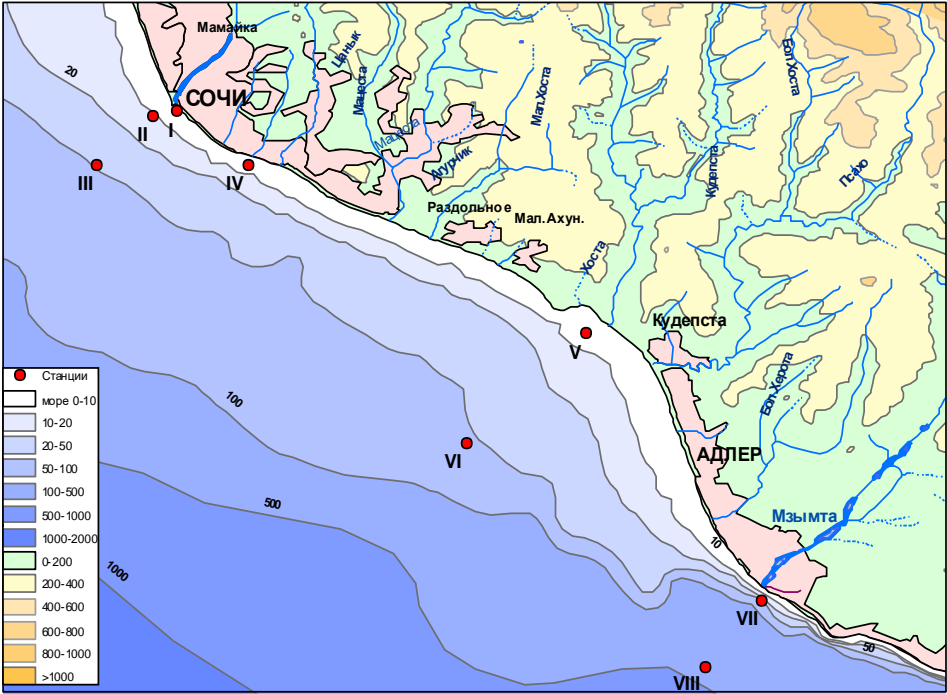 Мамайка
20
Цанык
Бол.Хоста
СОЧИ
Мацеста
Мал.Хоста
I
II
Мацеста
Агурчик
Кудепста
Псахо
III
IV
Раздольное
Мал.Ахун.
Хоста
Кудепста
V
Бол.Херота
100
VI
АДЛЕР
500
Мзымта
10
1000
VII
50
VIII
Станции
море 0-10
10-20
20-50
50-100
100-500
500-1000
1000-2000
0-200
200-400
400-600
600-800
800-1000
>1000